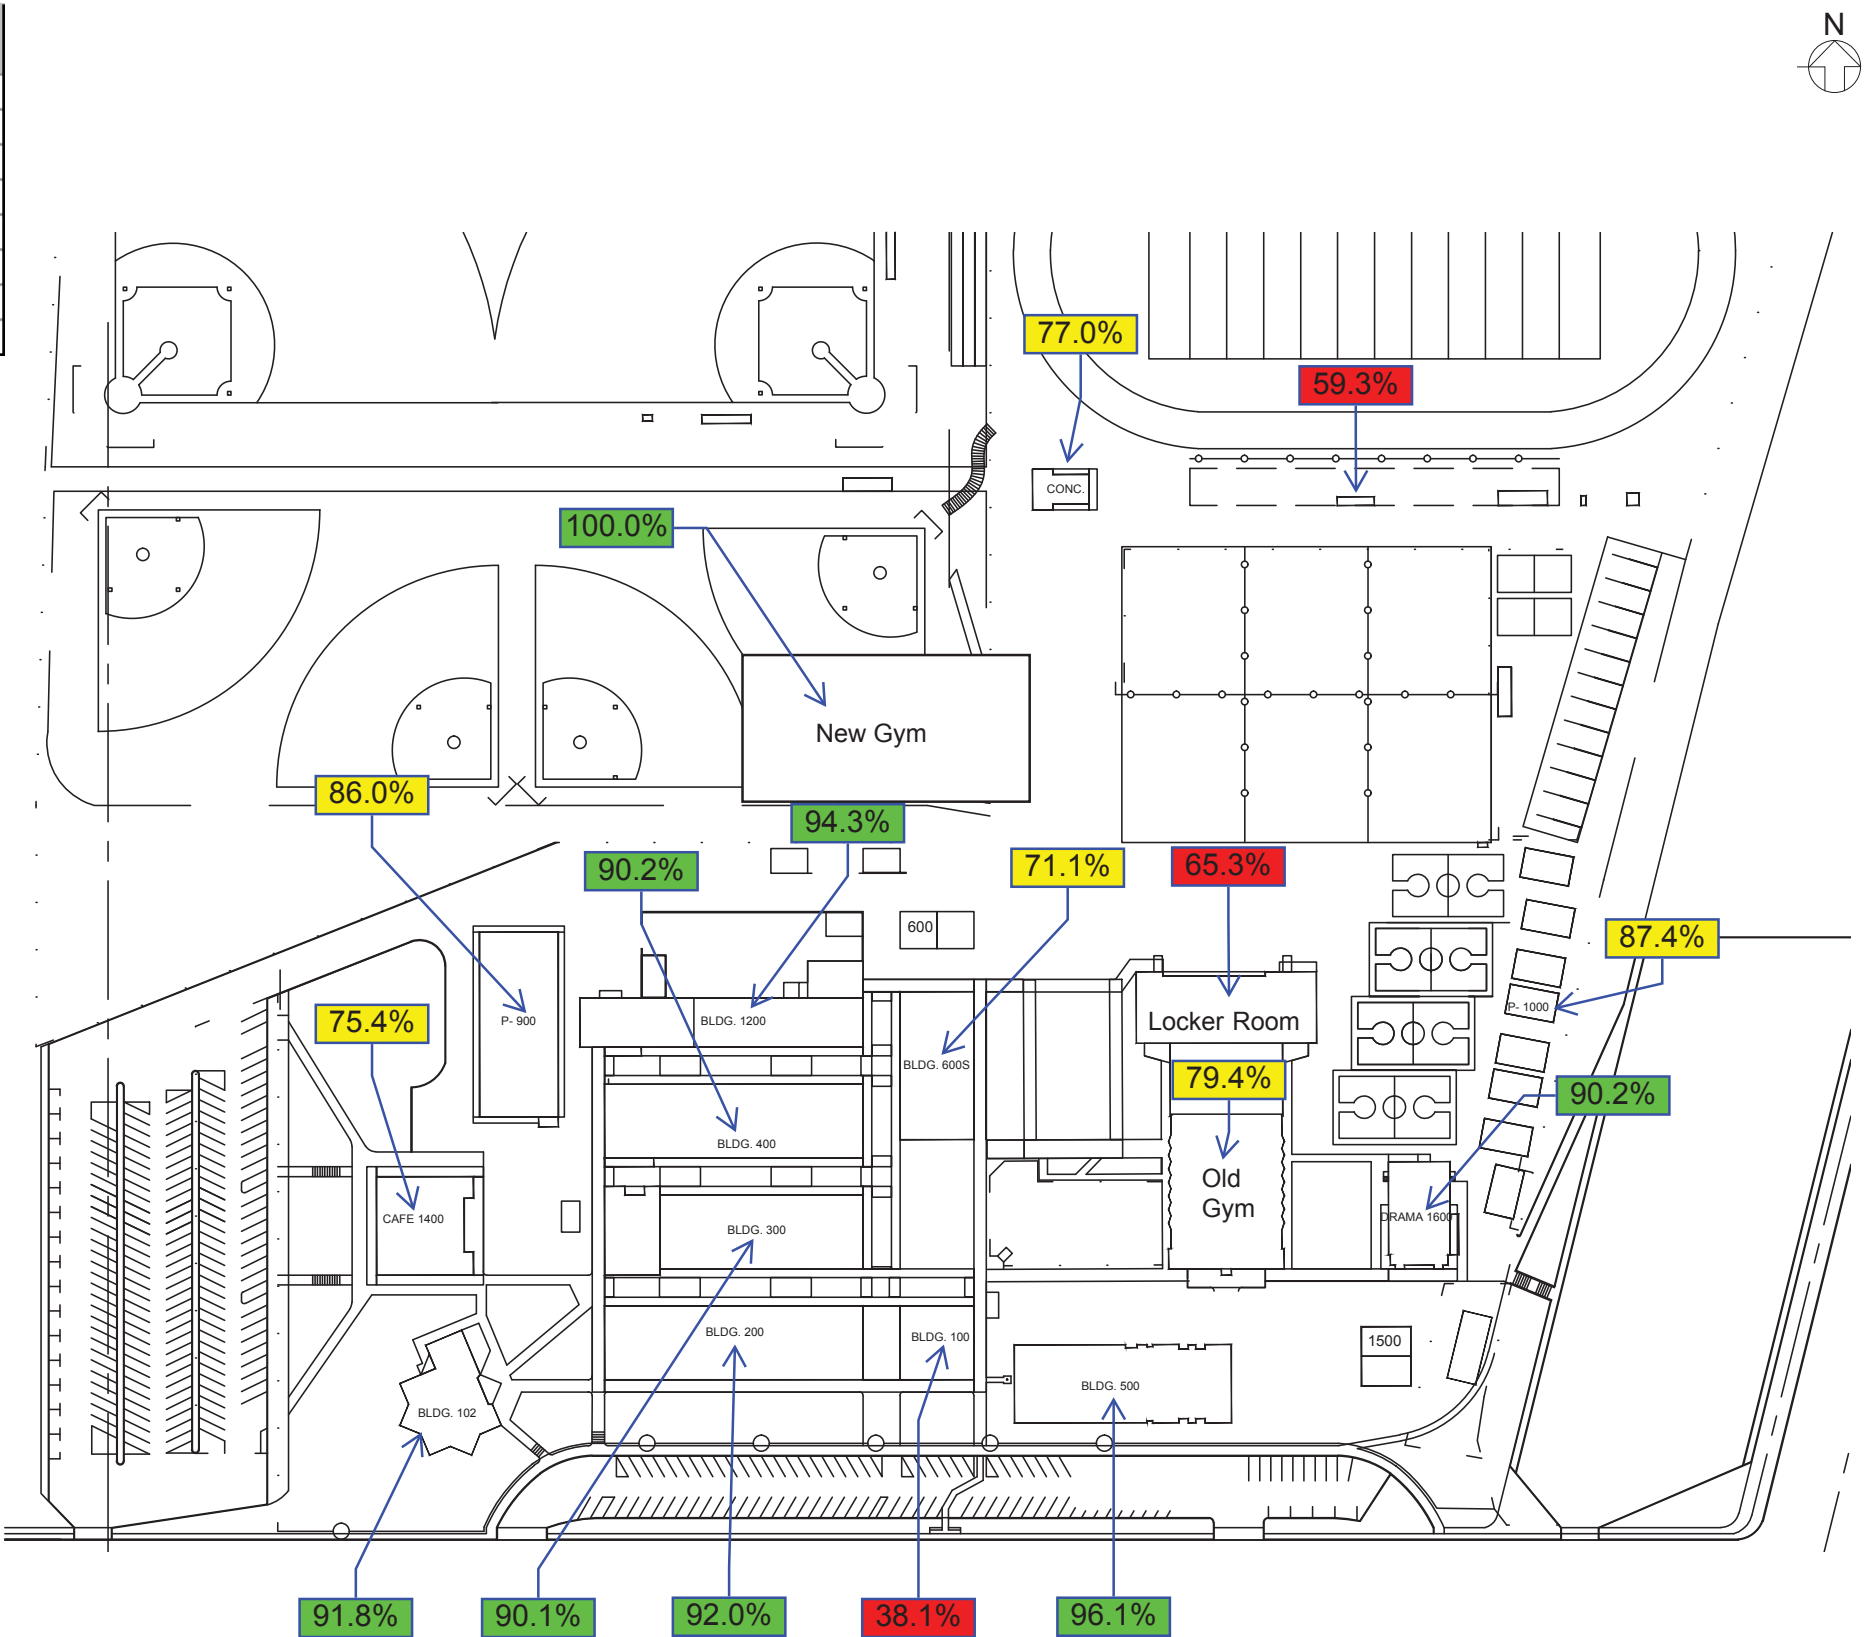 N
77.0%
59.3%
CONC.
100.0%
New Gym
86.0%
94.3%
90.2%
71.1%
65.3%
600
87.4%
75.4%
P- 900
BLDG. 1200
Locker Room
P- 1000
BLDG. 600S
79.4%
90.2%
BLDG. 400
Old
Gym
CAFE 1400
BLDG. 300
DRAMA 1600
BLDG. 200
BLDG. 100
1500
BLDG. 500
BLDG. 102
91.8%
90.1%
92.0%
38.1%
96.1%